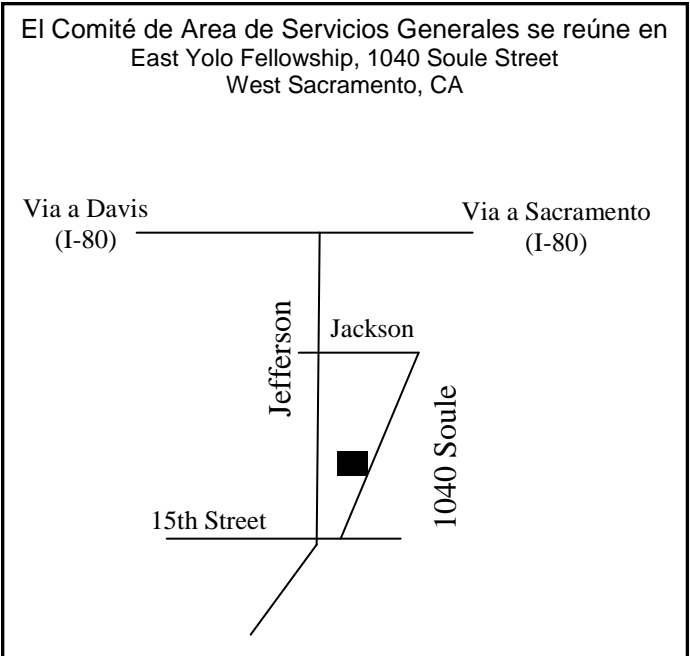 El Comité de Area de Servicios Generales se reúne en
East Yolo Fellowship, 1040 Soule Street
West Sacramento, CA
Via a Davis
(I-80)
Via a Sacramento
(I-80)
Jefferson
Jackson
1040 Soule
15th Street